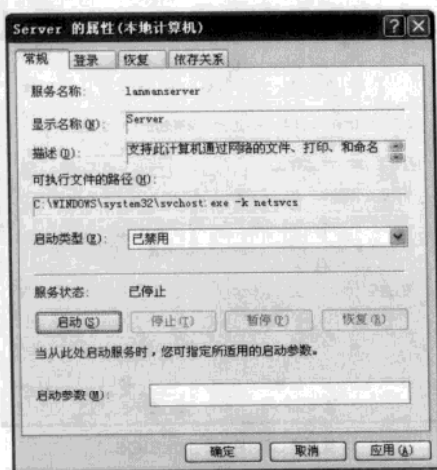 Server 的属性(本地计算机)
常规 登录 恢复 依存关系
服务名称: lanmanserver
显示名称(N): Server
描述(D): 支持此计算机通过网络的文件、打印、和命名
可执行文件的路径(H):
C:\WINDOWS\system32\svchost.exe -k netsvcs
启动类型(E): 已禁用
服务状态: 已停止
启动(S) 停止(T) 暂停(P) 恢复(R)
当从此处启动服务时，您可指定所适用的启动参数。
启动参数(M):
确定 取消 应用(A)